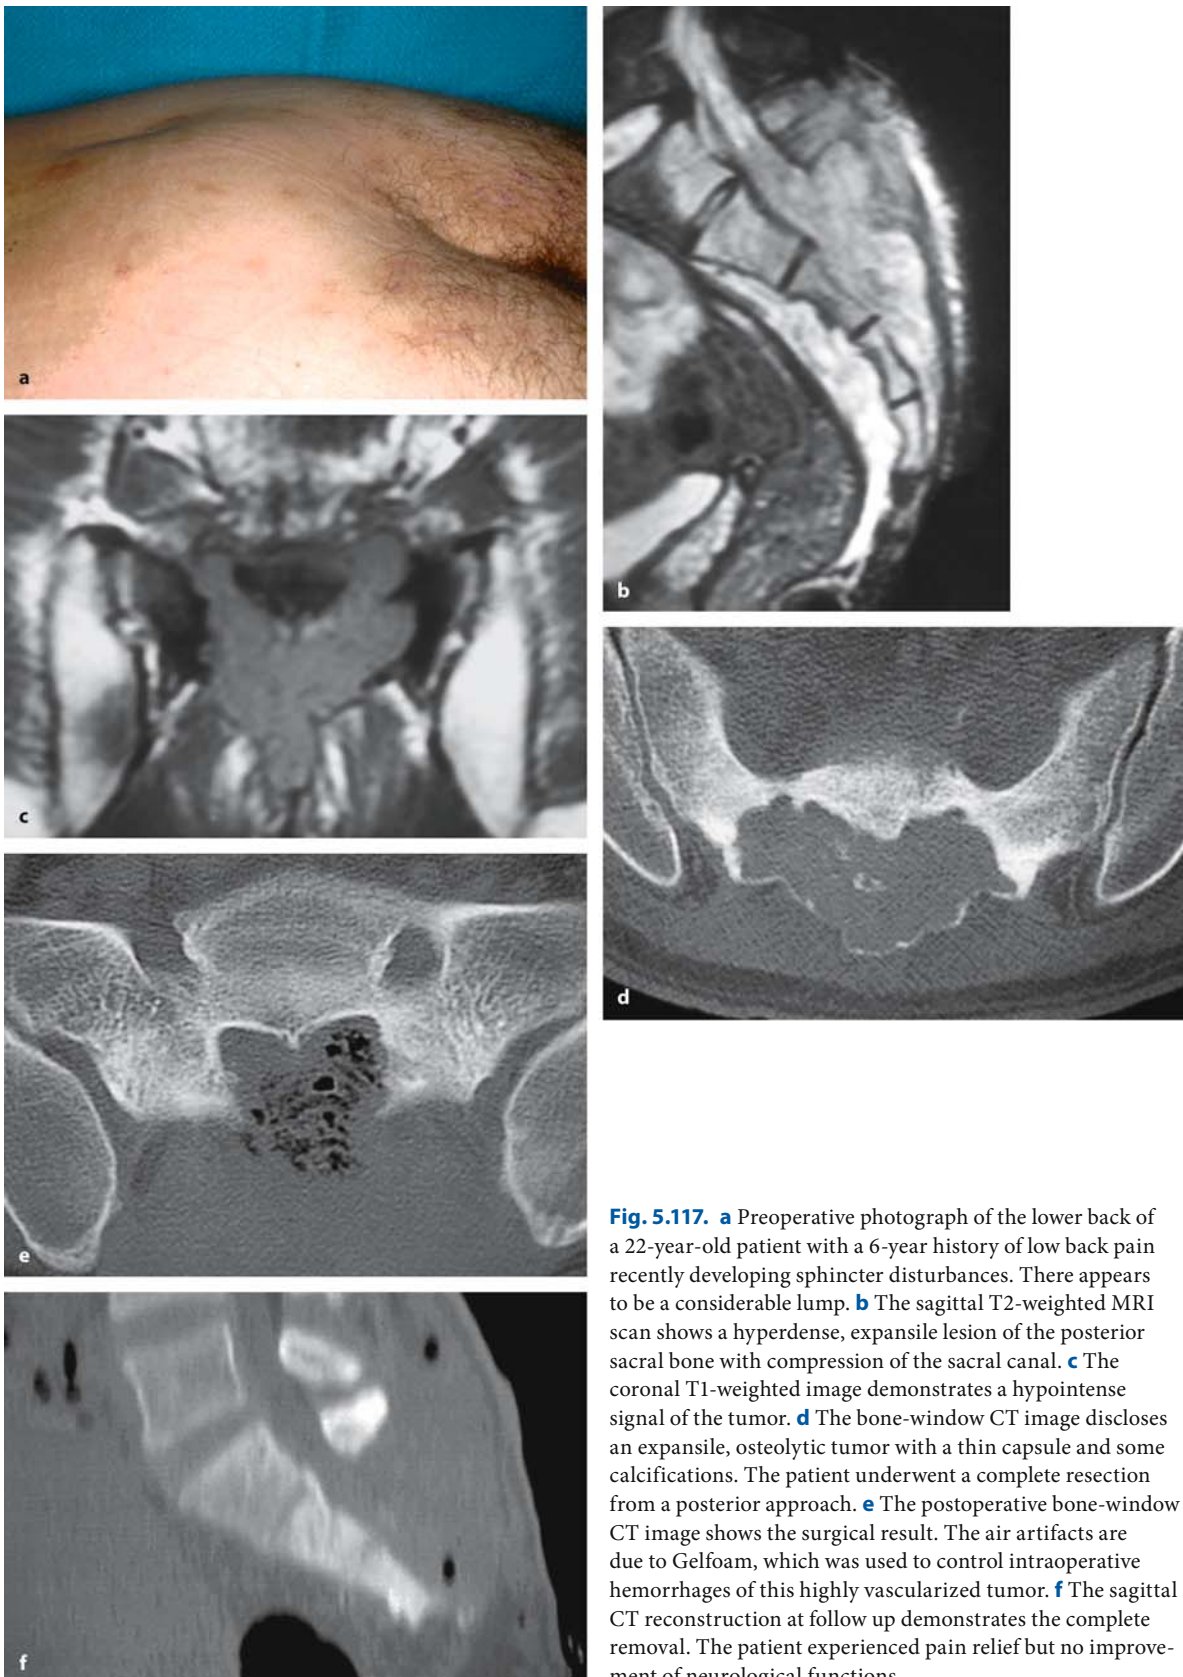 a
b
c
d
e
f
Fig. 5.117. a Preoperative photograph of the lower back of
a 22-year-old patient with a 6-year history of low back pain
recently developing sphincter disturbances. There appears
to be a considerable lump. b The sagittal T2-weighted MRI
scan shows a hyperdense, expansile lesion of the posterior
sacral bone with compression of the sacral canal. c The
coronal T1-weighted image demonstrates a hypointense
signal of the tumor. d The bone-window CT image discloses
an expansile, osteolytic tumor with a thin capsule and some
calcifications. The patient underwent a complete resection
from a posterior approach. e The postoperative bone-window
CT image shows the surgical result. The air artifacts are
due to Gelfoam, which was used to control intraoperative
hemorrhages of this highly vascularized tumor. f The sagittal
CT reconstruction at follow up demonstrates the complete
removal. The patient experienced pain relief but no improve-
ment of neurological functions